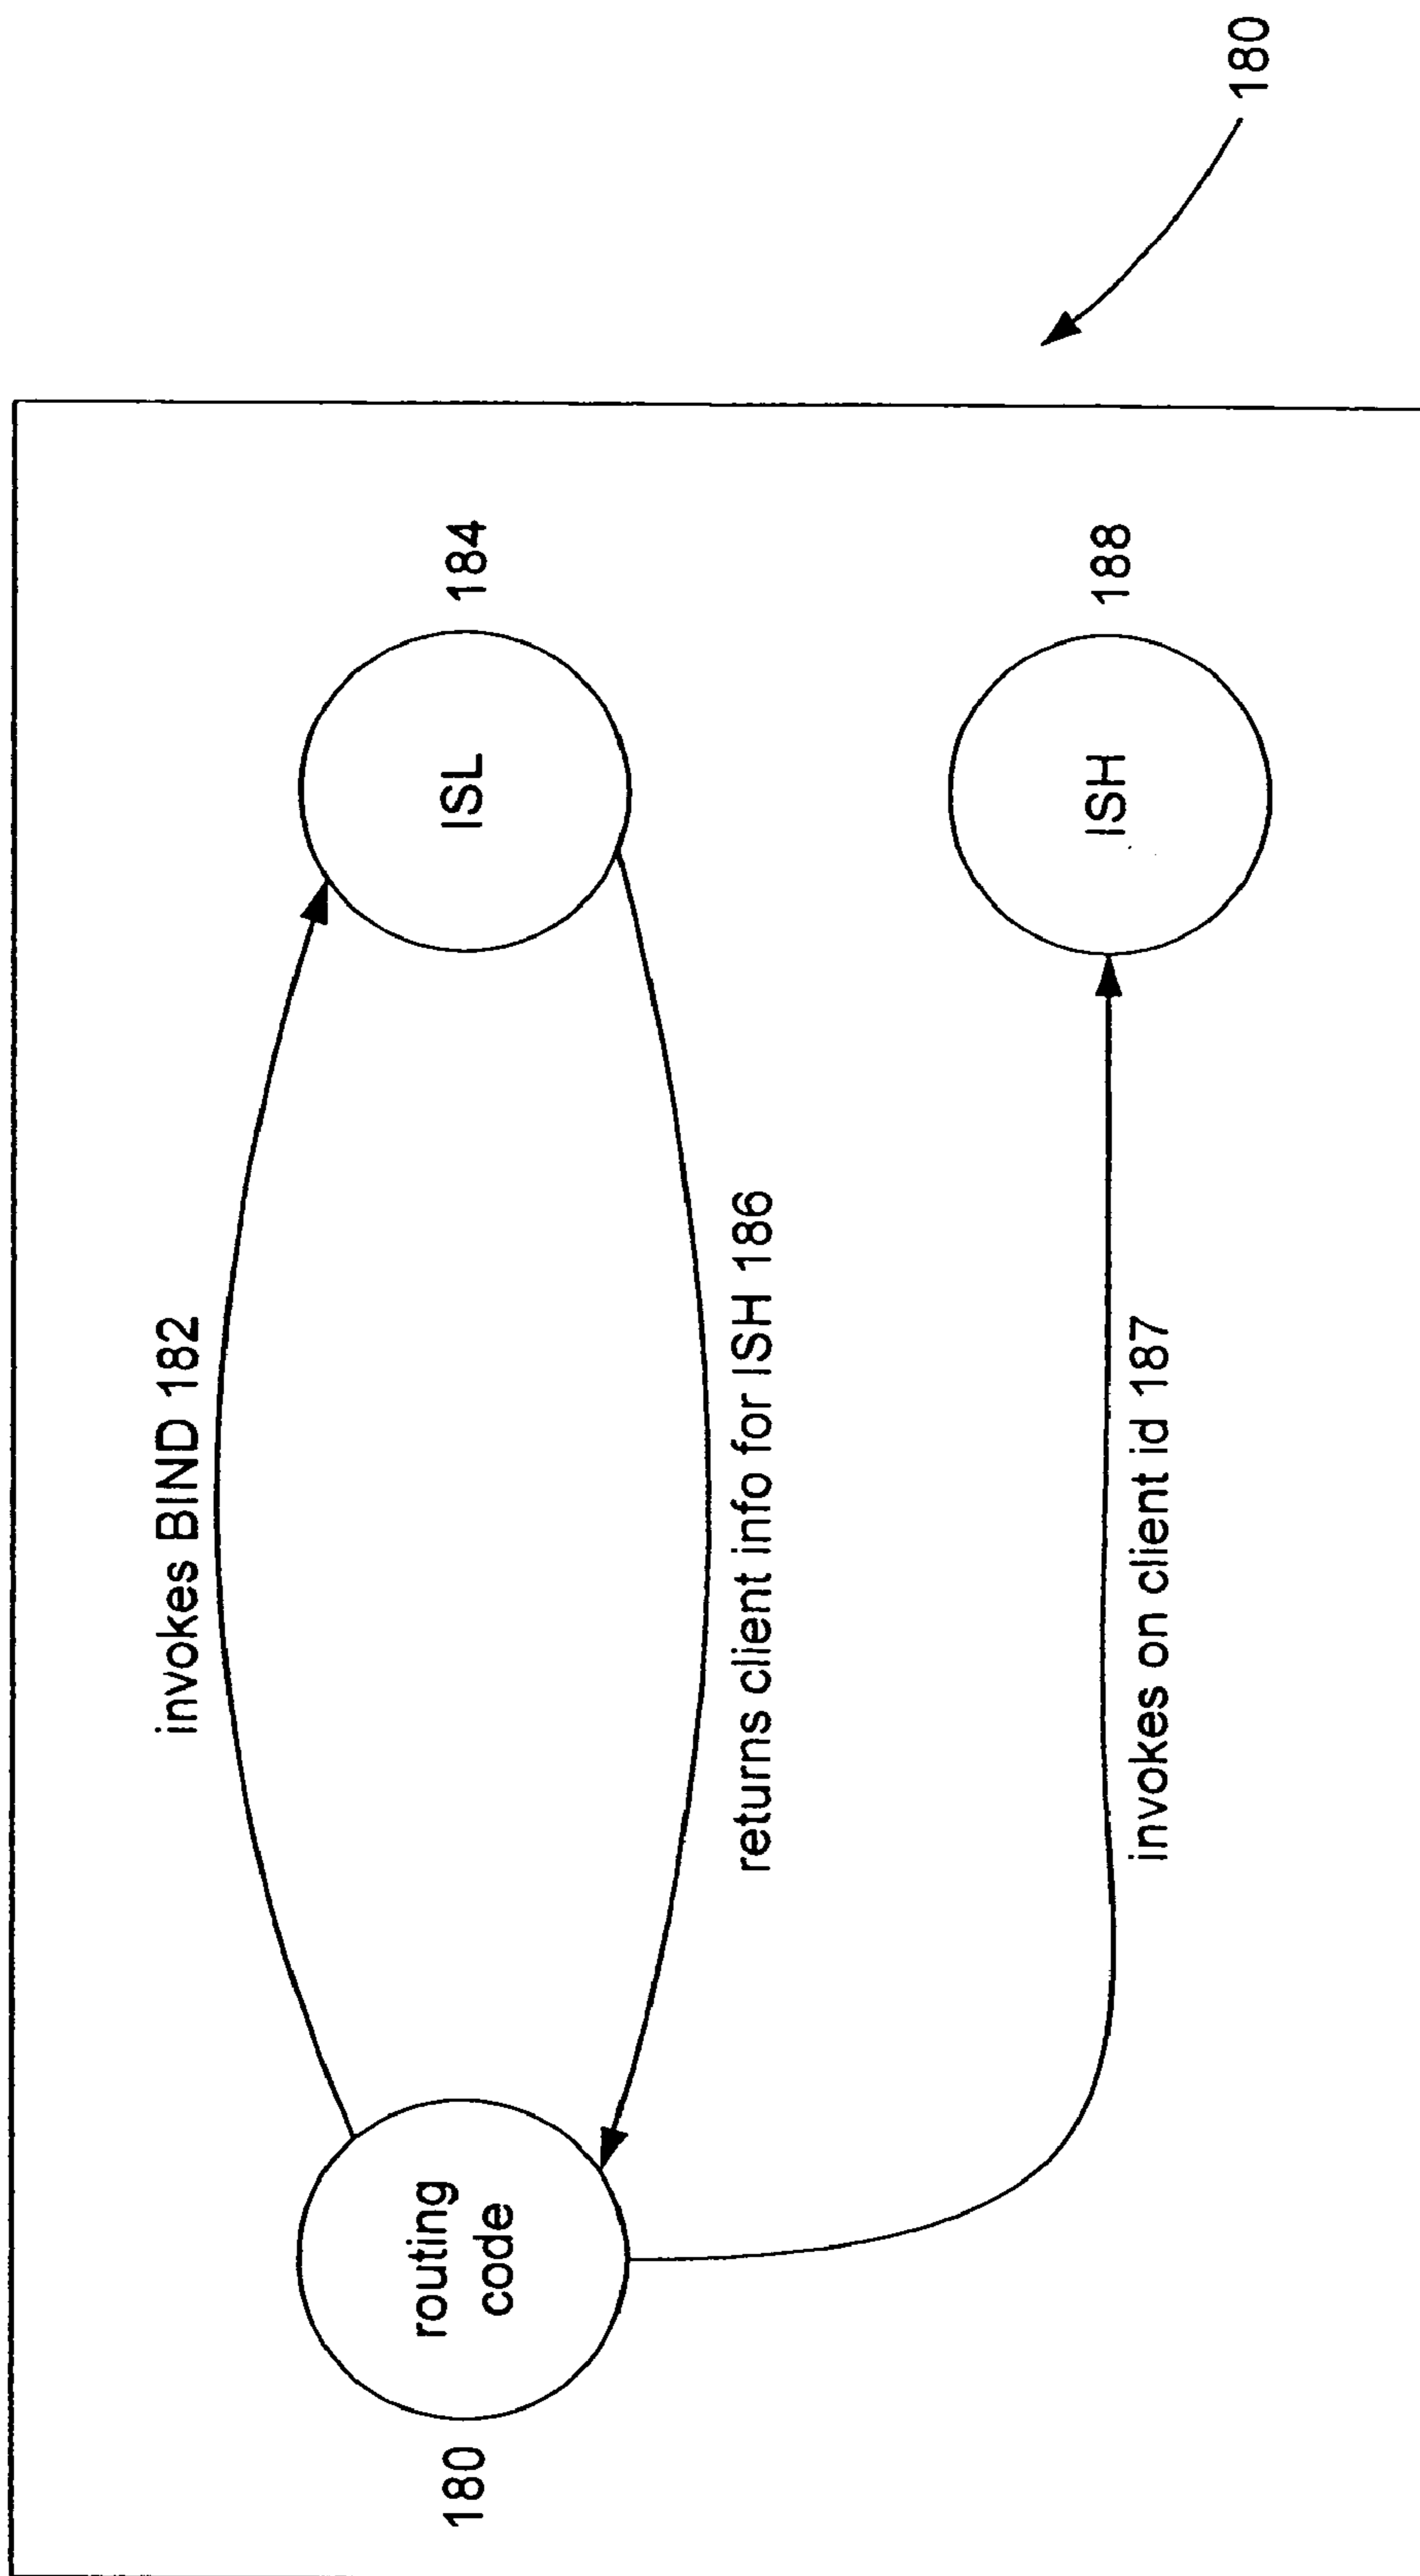 invokes BIND 182
180
routing
code
ISL
184
returns client info for ISH 186
invokes on client id 187
ISH
188
180